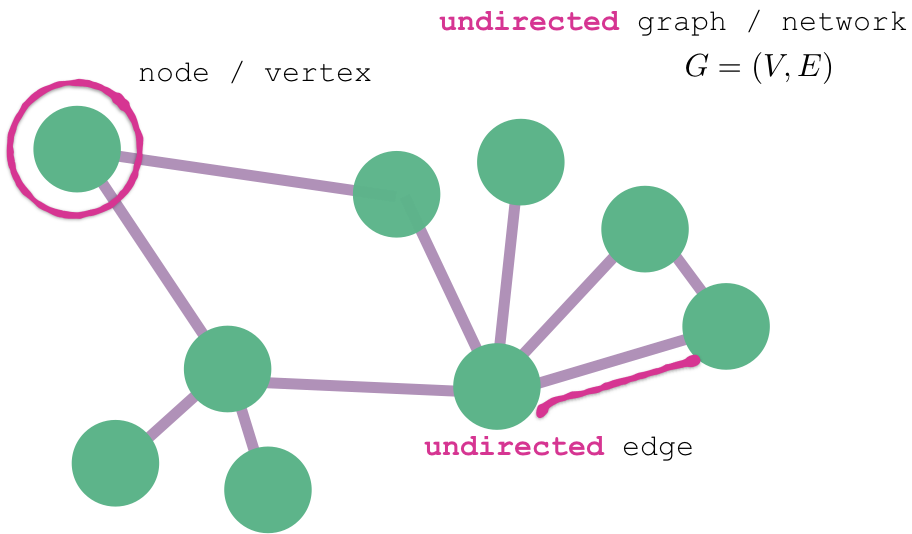 undirected graph / network
G = (V, E)
node / vertex
undirected edge